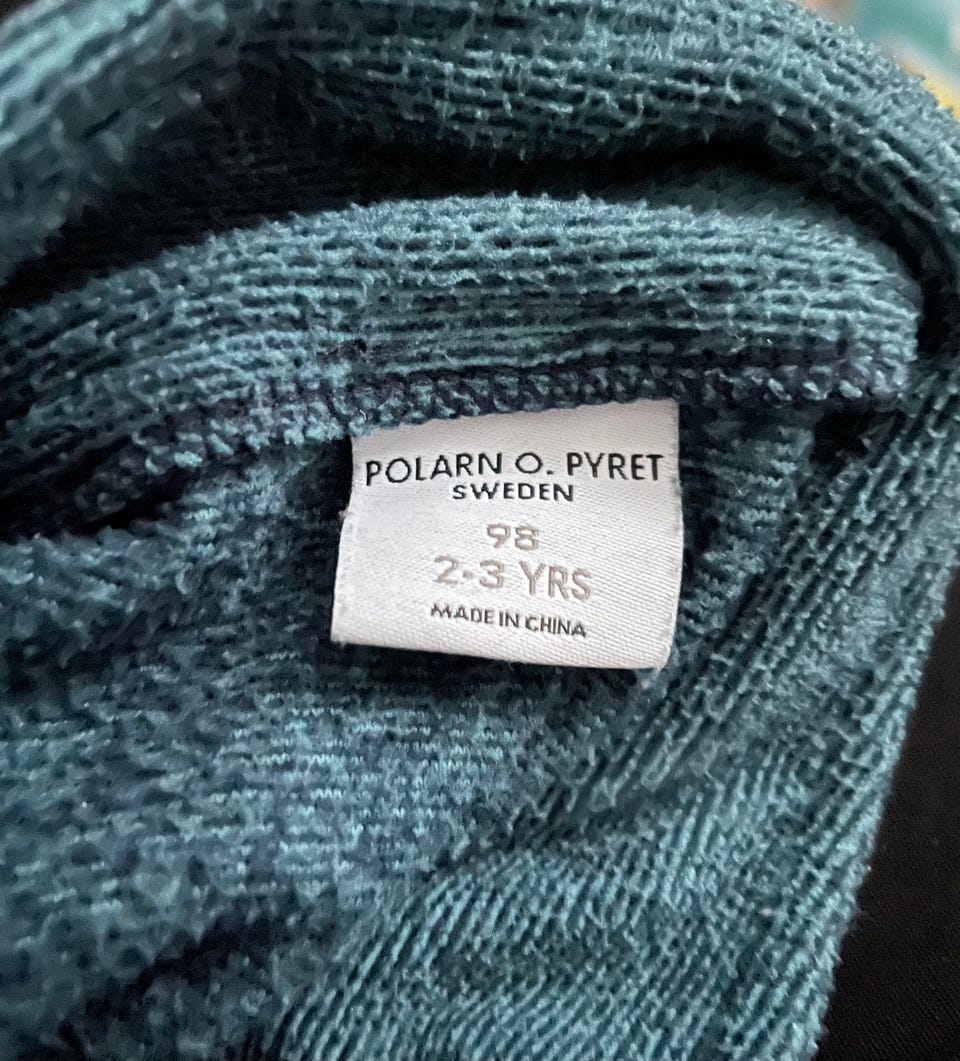 POLARN O. PYRET
SWEDEN
98
2-3 YRS
MADE IN CHINA